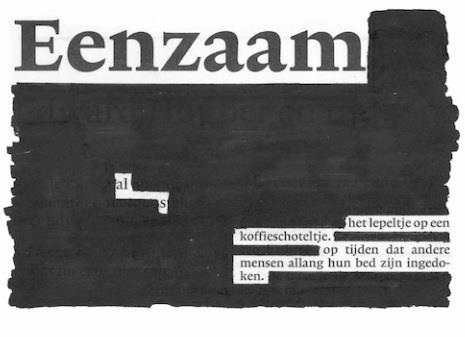 Eenzaam
al
s
het lepeltje op een
koffieschoteltje.
op tijden dat andere
mensen allang hun bed zijn ingedo-
ken.